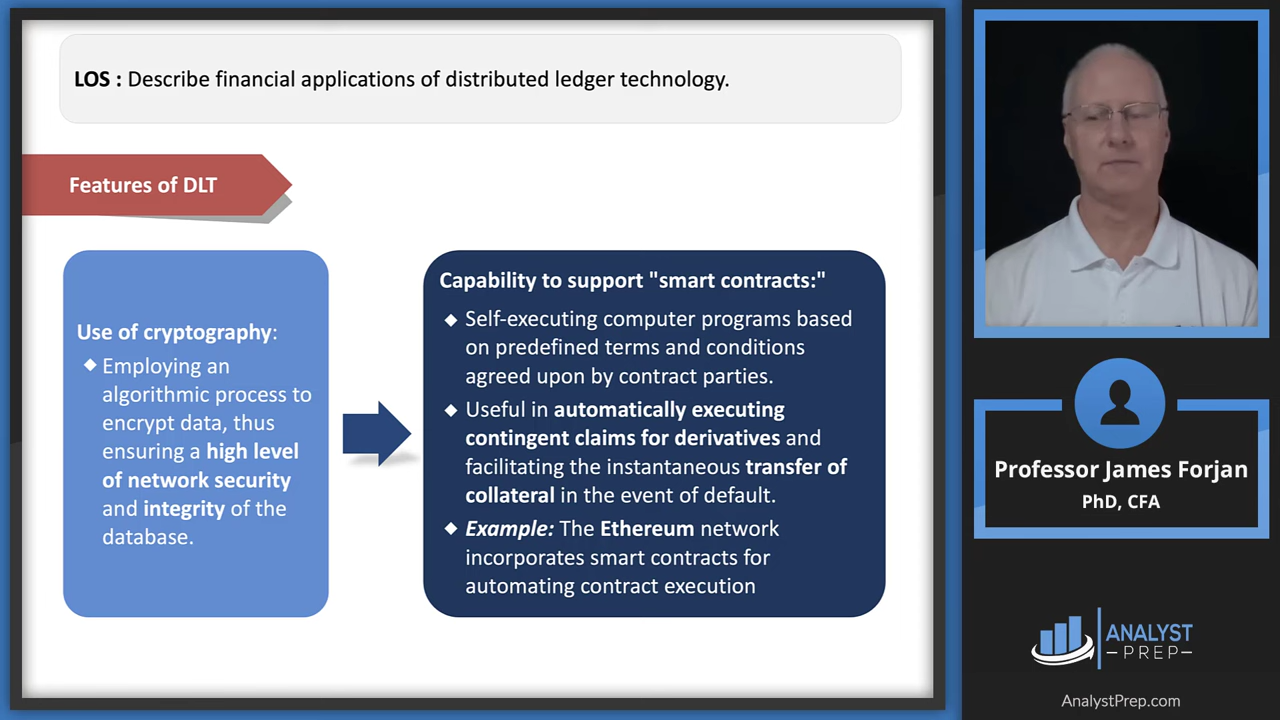 LOS : Describe financial applications of distributed ledger technology.
Features of DLT
Use of cryptography:
Employing an
algorithmic process to
encrypt data, thus
ensuring a high level
of network security
and integrity of the
database.
Capability to support "smart contracts:"
Self-executing computer programs based
on predefined terms and conditions
agreed upon by contract parties.
Useful in automatically executing
contingent claims for derivatives and
facilitating the instantaneous transfer of
collateral in the event of default.
Example: The Ethereum network
incorporates smart contracts for
automating contract execution
Professor James Forjan
PhD, CFA
ANALYST
PREP
AnalystPrep.com